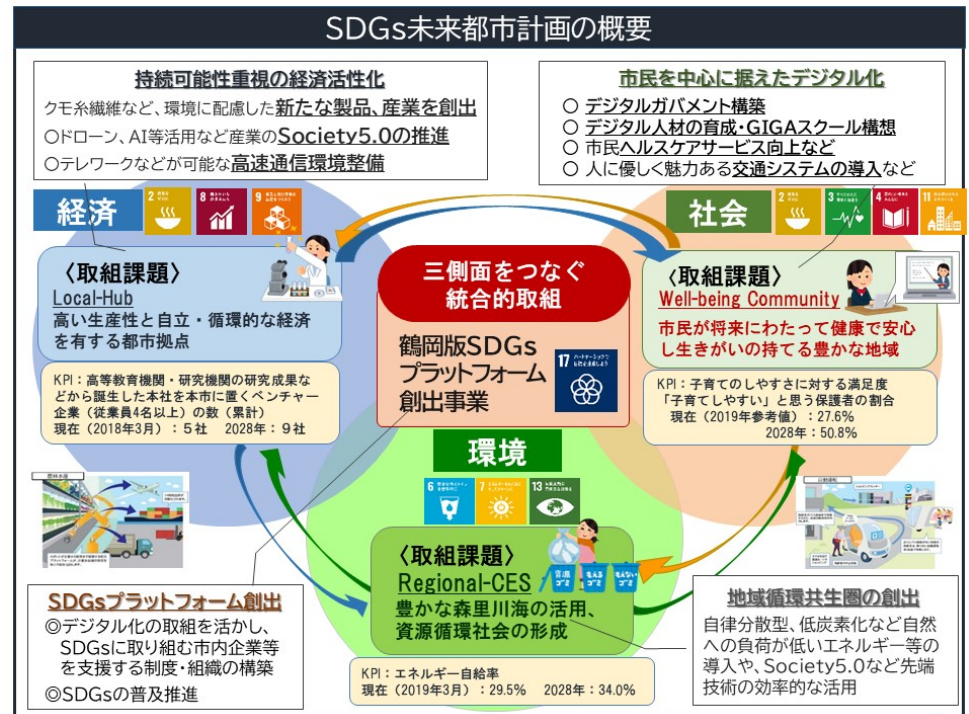 SDGs未来都市計画の概要
持続可能性重視の経済活性化
クモ糸繊維など、環境に配慮した新たな製品、産業を創出
○ドローン、AI等活用など産業のSociety5.0の推進
○テレワークなどが可能な高速通信環境整備
市民を中心に据えたデジタル化
○ デジタルガバメント構築
○ デジタル人材の育成・GIGAスクール構想
○ 市民ヘルスケアサービス向上など
○ 人に優しく魅力ある交通システムの導入など
経済
2
8
9
社会
2
3
4
11
〈取組課題〉
Local-Hub
高い生産性と自立・循環的な経済
を有する都市拠点
三側面をつなぐ
統合的取組
鶴岡版SDGs
プラットフォーム
創出事業
17
〈取組課題〉
Well-being Community
市民が将来にわたって健康で安心
し生きがいの持てる豊かな地域
KPI：高等教育機関・研究機関の研究成果な
どから誕生した本社を本市に置くベンチャー
企業（従業員4名以上）の数（累計）
現在（2018年3月）：５社 2028年：９社
KPI：子育てのしやすさに対する満足度
「子育てしやすい」と思う保護者の割合
現在（2019年参考値）：27.6%
2028年：50.8%
環境
6
7
13
〈取組課題〉
Regional-CES
豊かな森里川海の活用、
資源循環社会の形成
資源
ゴミ
もえる
ゴミ
もえない
ゴミ
KPI：エネルギー自給率
現在（2019年3月）：29.5% 2028年：34.0%
SDGsプラットフォーム創出
◎デジタル化の取組を活かし、
SDGsに取り組む市内企業等
を支援する制度・組織の構築
◎SDGsの普及推進
地域循環共生圏の創出
自律分散型、低炭素化など自然
への負荷が低いエネルギー等の
導入や、Society5.0など先端
技術の効率的な活用